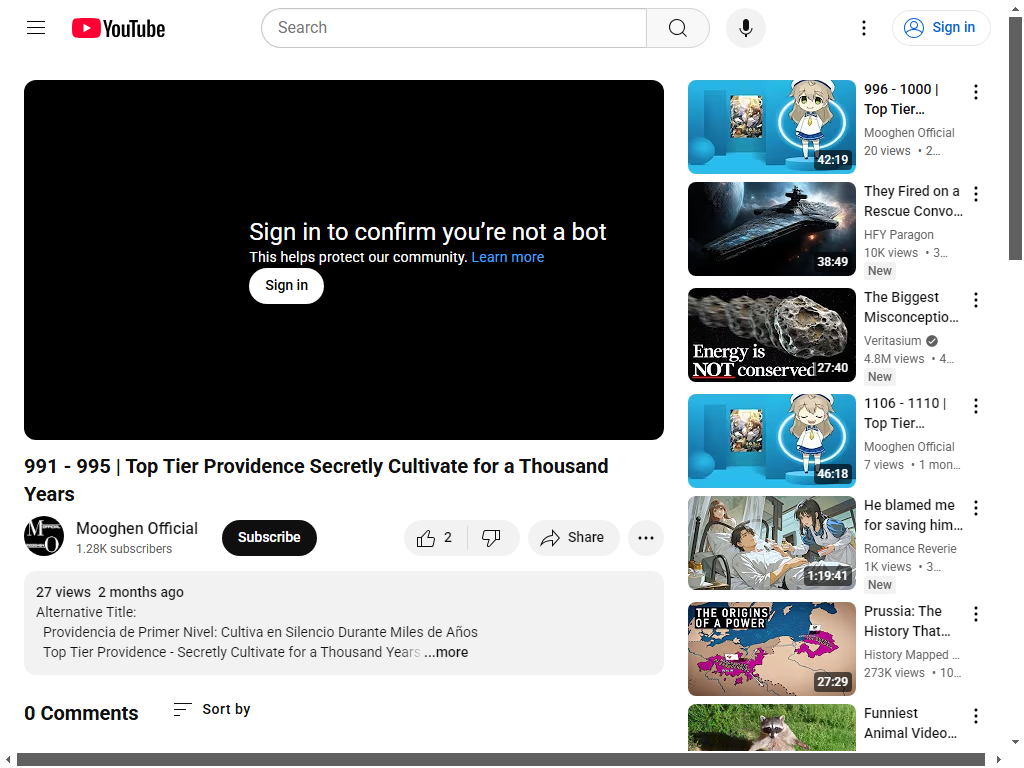 YouTube
Search
Sign in
Sign in to confirm you’re not a bot
This helps protect our community. Learn more
Sign in
991 - 995 | Top Tier Providence Secretly Cultivate for a Thousand
Years
Mooghen Official
1.28K subscribers
Subscribe
2
Share
27 views 2 months ago
Alternative Title:
Providencia de Primer Nivel: Cultiva en Silencio Durante Miles de Años
Top Tier Providence - Secretly Cultivate for a Thousand Years ...more
0 Comments
Sort by
42:19
996 - 1000 |
Top Tier...
Mooghen Official
20 views • 2...
38:49
They Fired on a
Rescue Convo...
HFY Paragon
10K views • 3...
New
Energy is
NOT conserved
27:40
The Biggest
Misconceptio...
Veritasium
4.8M views • 4...
New
46:18
1106 - 1110 |
Top Tier...
Mooghen Official
7 views • 1 mon...
1:19:41
He blamed me
for saving him...
Romance Reverie
1K views • 3...
New
THE ORIGINS
OF A POWER
27:29
Prussia: The
History That...
History Mapped ...
273K views • 10...
Funniest
Animal Video...